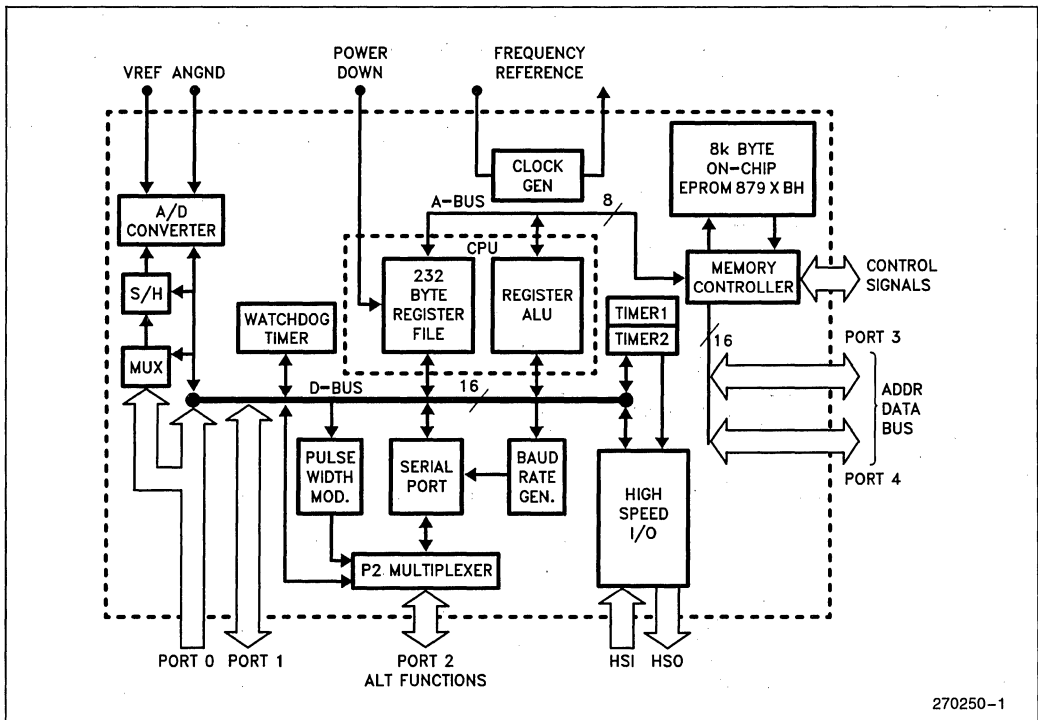 VREF ANGND
POWER
DOWN
FREQUENCY
REFERENCE
CLOCK
GEN
8k BYTE
ON-CHIP
EPROM 879 X BH
A/D
CONVERTER
A-BUS
8
CPU
S/H
MUX
232
BYTE
REGISTER
FILE
REGISTER
ALU
MEMORY
CONTROLLER
CONTROL
SIGNALS
WATCHDOG
TIMER
TIMER1
TIMER2
16
PORT 3
ADDR
DATA
BUS
PORT 4
D-BUS
16
PULSE
WIDTH
MOD.
SERIAL
PORT
BAUD
RATE
GEN.
HIGH
SPEED
I/O
P2 MULTIPLEXER
PORT 0 PORT 1
PORT 2
ALT FUNCTIONS
HSI HSO
270250-1